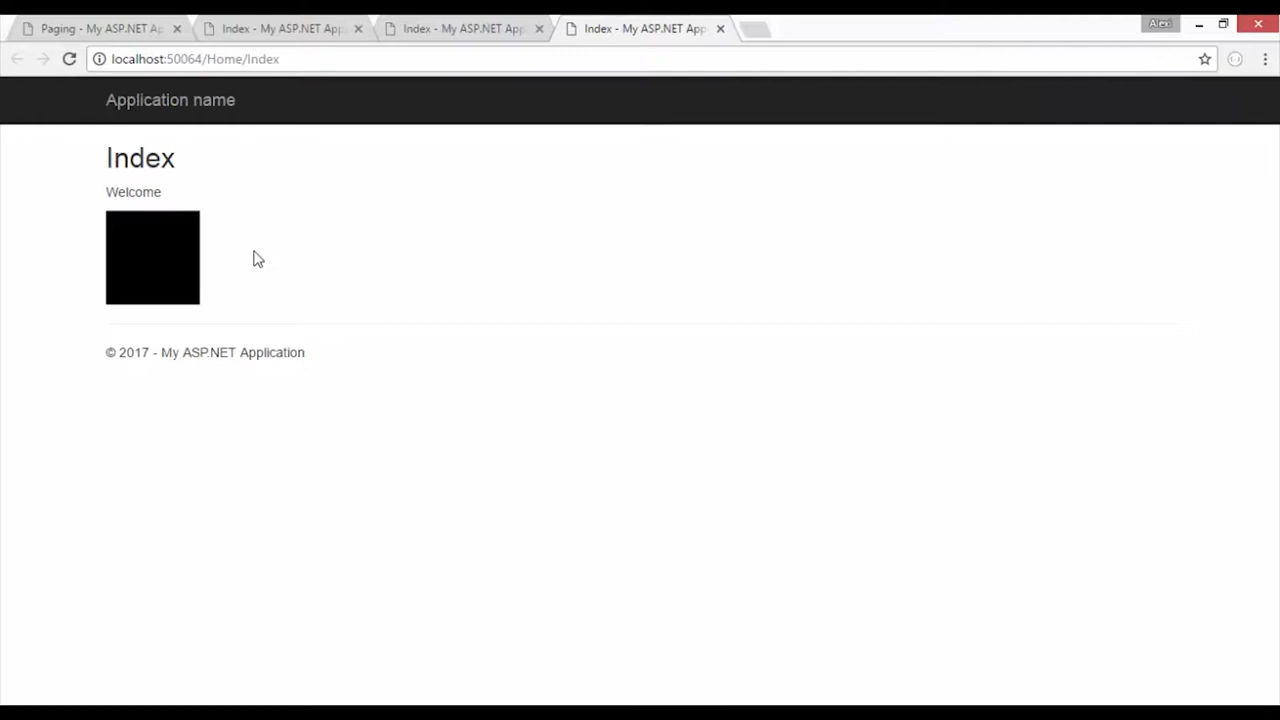 Paging - My ASP.NET A
Index - My ASP.NET App
Index - My ASP.NET App
Index - My ASP.NET App
Alexi
localhost:50064/Home/Index
Application name
Index
Welcome
© 2017 - My ASP.NET Application